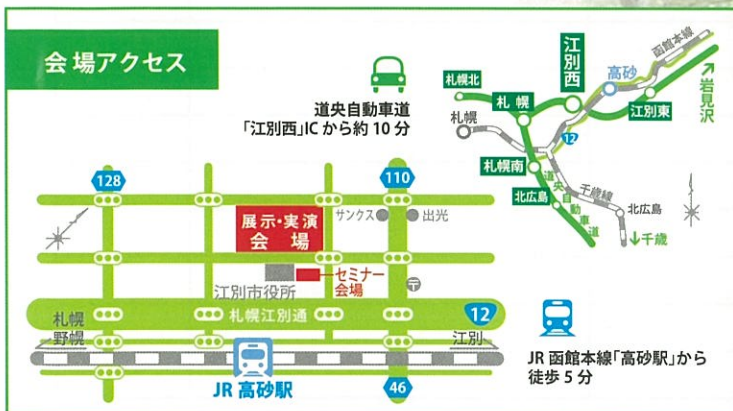 会場アクセス
道央自動車道
「江別西」ICから約10分
函館本線
江別西
高砂
↗岩見沢
札幌北
札幌
札幌
12
江別東
札幌南
道央自動車道
千歳線
北広島
北広島
↓千歳
128
110
展示・実演
会場
サンクス
出光
セミナー
会場
江別市役所
〒
札幌江別通
12
札幌
野幌
江別
JR 高砂駅
46
JR 函館本線「高砂駅」から
徒歩 5 分